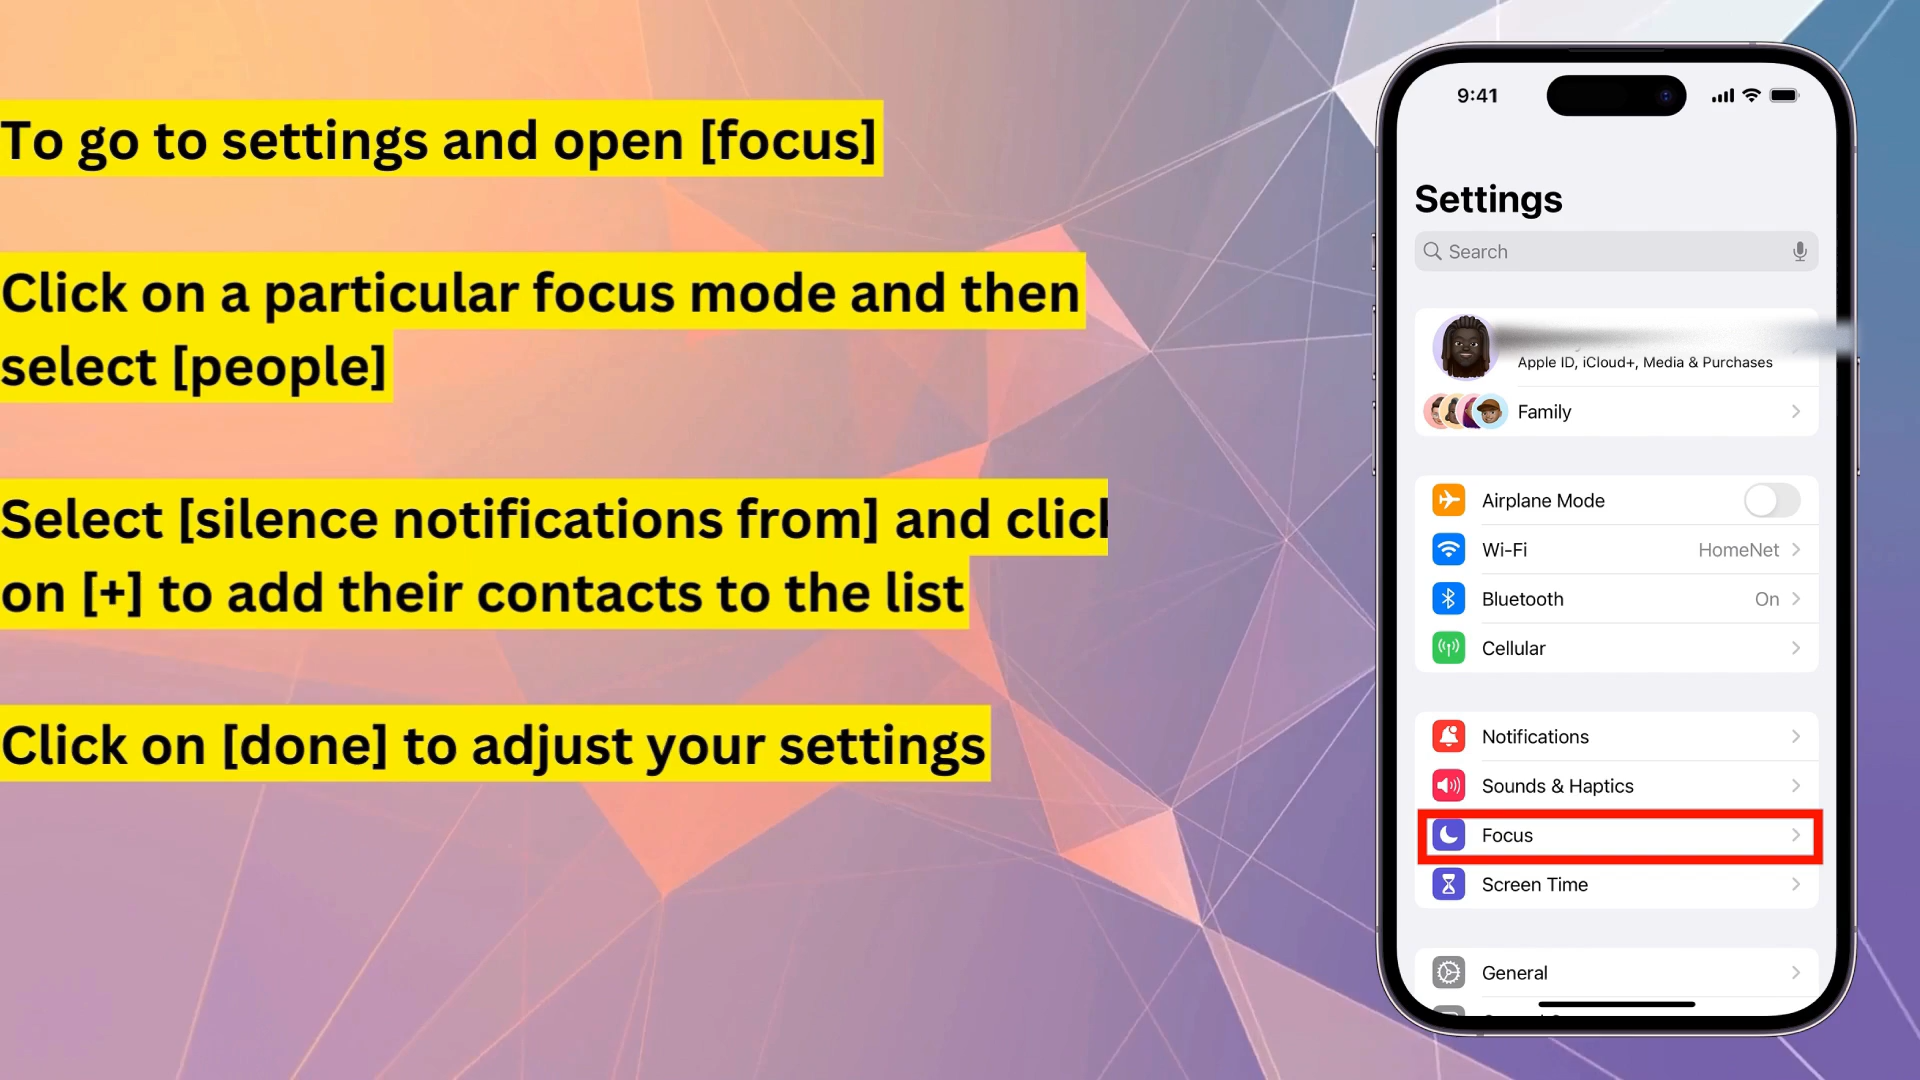 To go to settings and open [focus]
Click on a particular focus mode and then
select [people]
Select [silence notifications from] and click
on [+] to add their contacts to the list
Click on [done] to adjust your settings
9:41
Settings
Search
Apple ID, iCloud+, Media & Purchases
Family
Airplane Mode
Wi-Fi HomeNet
Bluetooth On
Cellular
Notifications
Sounds & Haptics
Focus
Screen Time
General